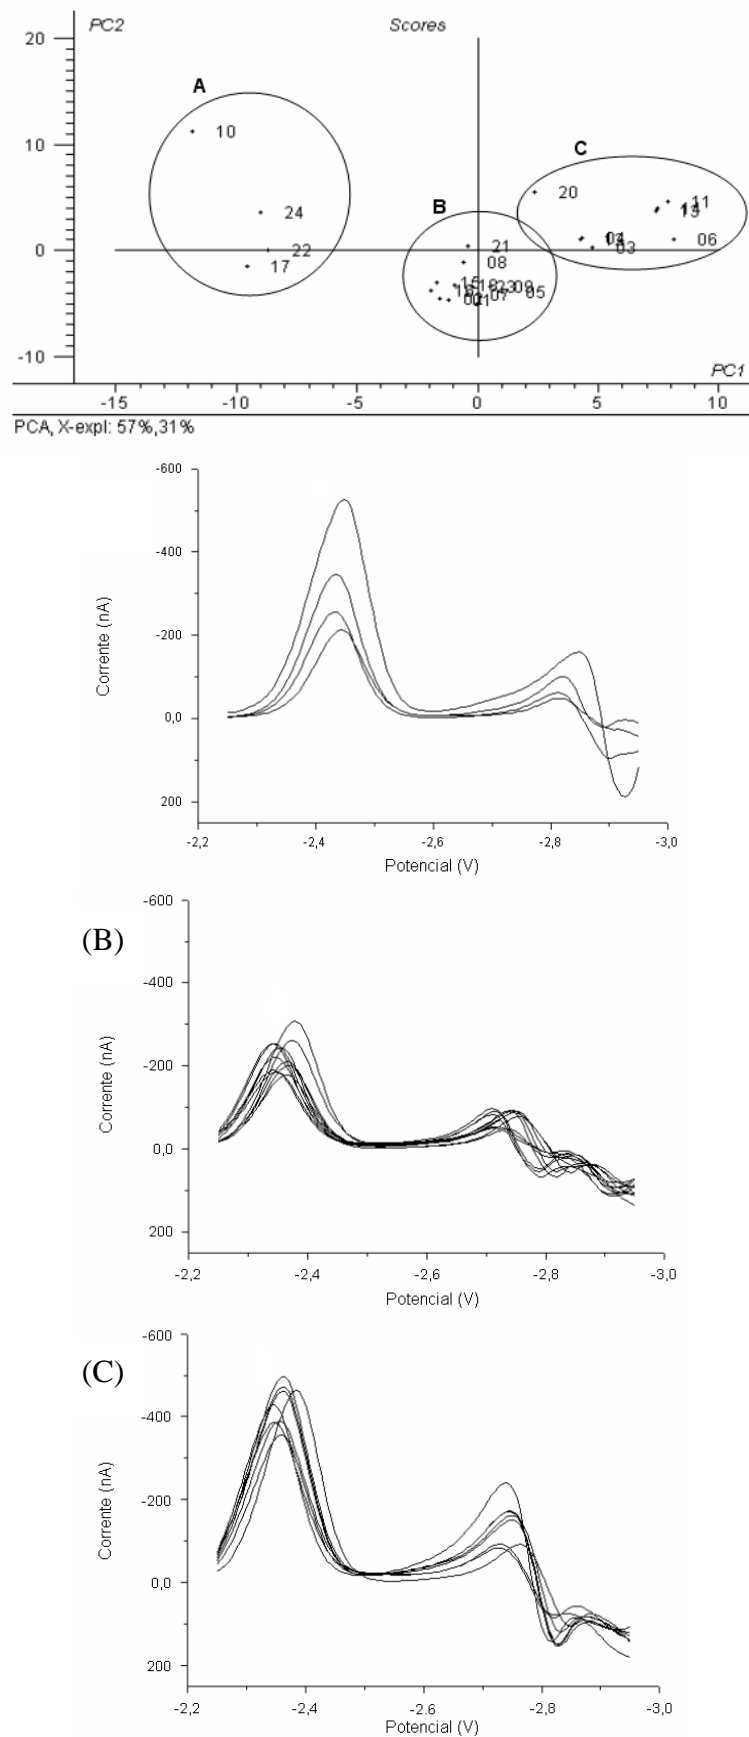 PC2 Scores
20
A
C
10
10
11
20
13
24
B
06
03
21
22
0
08
17
05
07
-10
PC1
-15 -10 -5 0 5 10
PCA, X-expl: 57%,31%
-600
-400
Corrente (nA)
-200
0,0
200
-2,2 -2,4 -2,6 -2,8 -3,0
Potencial (V)
(B)
-600
-400
Corrente (nA)
-200
0,0
200
-2,2 -2,4 -2,6 -2,8 -3,0
Potencial (V)
(C)
-600
-400
Corrente (nA)
-200
0,0
200
-2,2 -2,4 -2,6 -2,8 -3,0
Potencial (V)